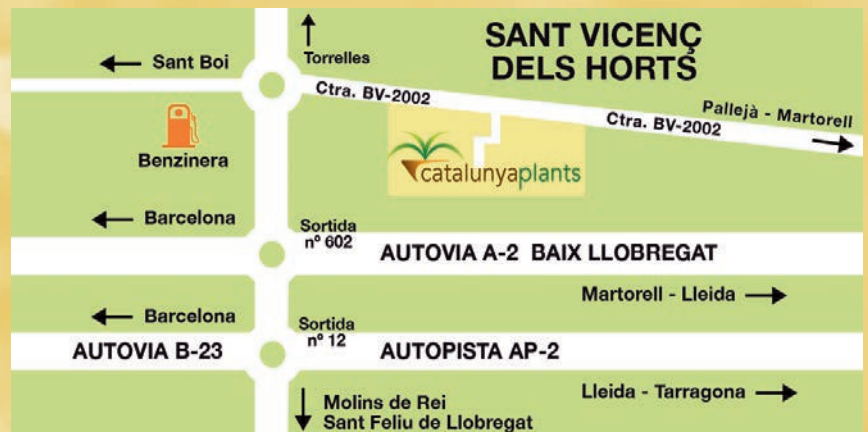 SANT VICENÇ
DELS HORTS
Torrelles
Sant Boi
Ctra. BV-2002
Pallejà - Martorell
Ctra. BV-2002
Benzinera
catalunyaplants
Barcelona
Sortida
nº 602
AUTOVIA A-2 BAIX LLOBREGAT
Martorell - Lleida
Barcelona
Sortida
nº 12
AUTOVIA B-23
AUTOPISTA AP-2
Lleida - Tarragona
Molins de Rei
Sant Feliu de Llobregat